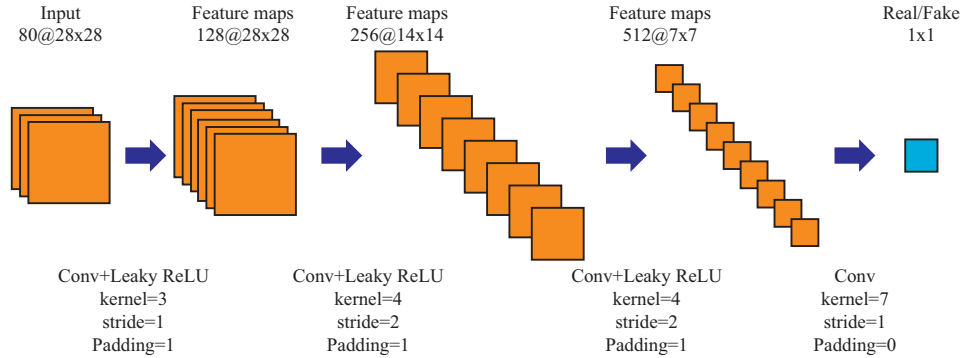 Input
80@28x28
Feature maps
128@28x28
Feature maps
256@14x14
Feature maps
512@7x7
Real/Fake
1x1
Conv+Leaky ReLU
kernel=3
stride=1
Padding=1
Conv+Leaky ReLU
kernel=4
stride=2
Padding=1
Conv+Leaky ReLU
kernel=4
stride=2
Padding=1
Conv
kernel=7
stride=1
Padding=0